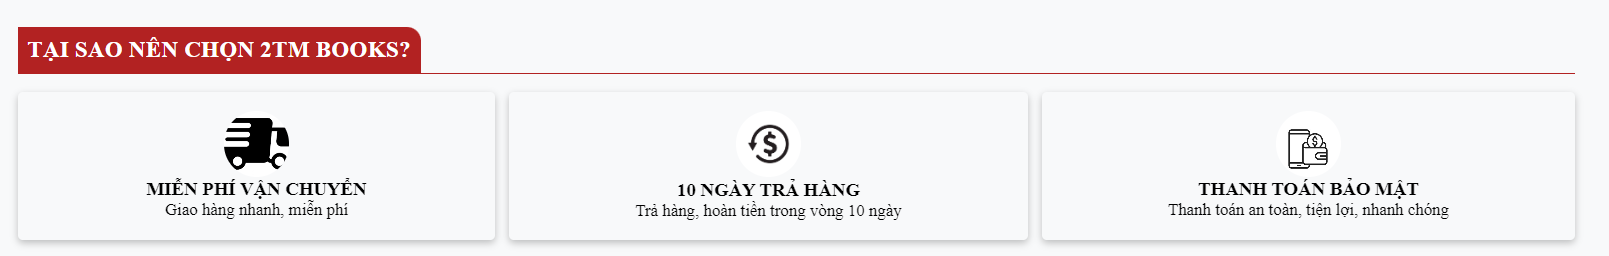 TẠI SAO NÊN CHỌN 2TM BOOKS?
MIỄN PHÍ VẬN CHUYỂN
Giao hàng nhanh, miễn phí
10 NGÀY TRẢ HÀNG
Trả hàng, hoàn tiền trong vòng 10 ngày
THANH TOÁN BẢO MẬT
Thanh toán an toàn, tiện lợi, nhanh chóng